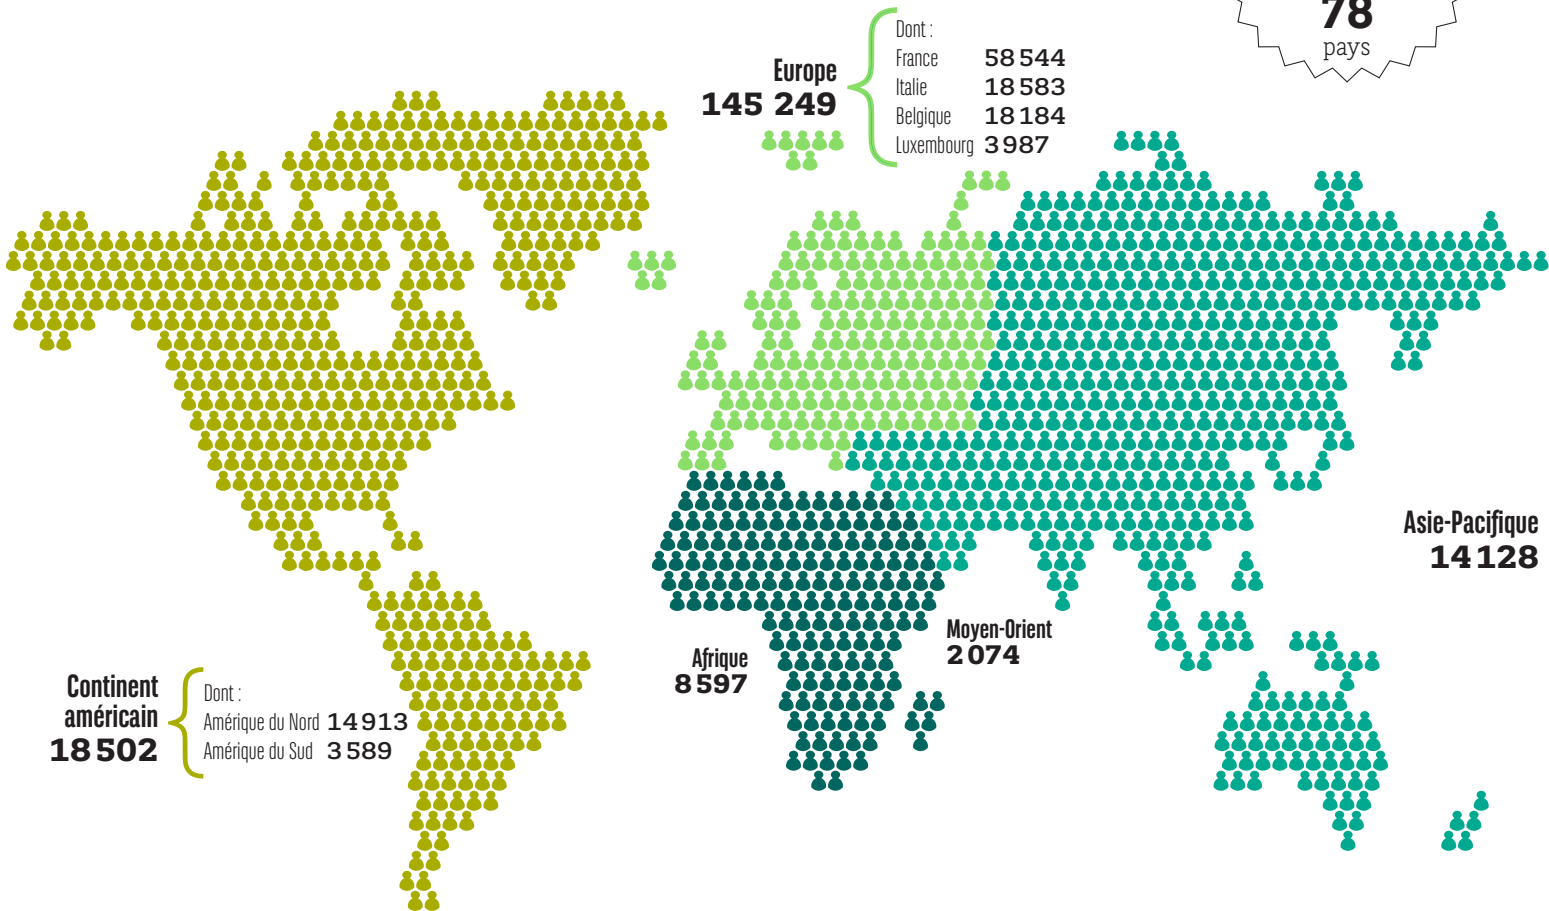 78
pays
Europe
145 249
Dont :
France 58 544
Italie 18 583
Belgique 18 184
Luxembourg 3 987
Asie-Pacifique
14 128
Moyen-Orient
2 074
Afrique
8 597
Continent
américain
18 502
Dont :
Amérique du Nord 14 913
Amérique du Sud 3 589